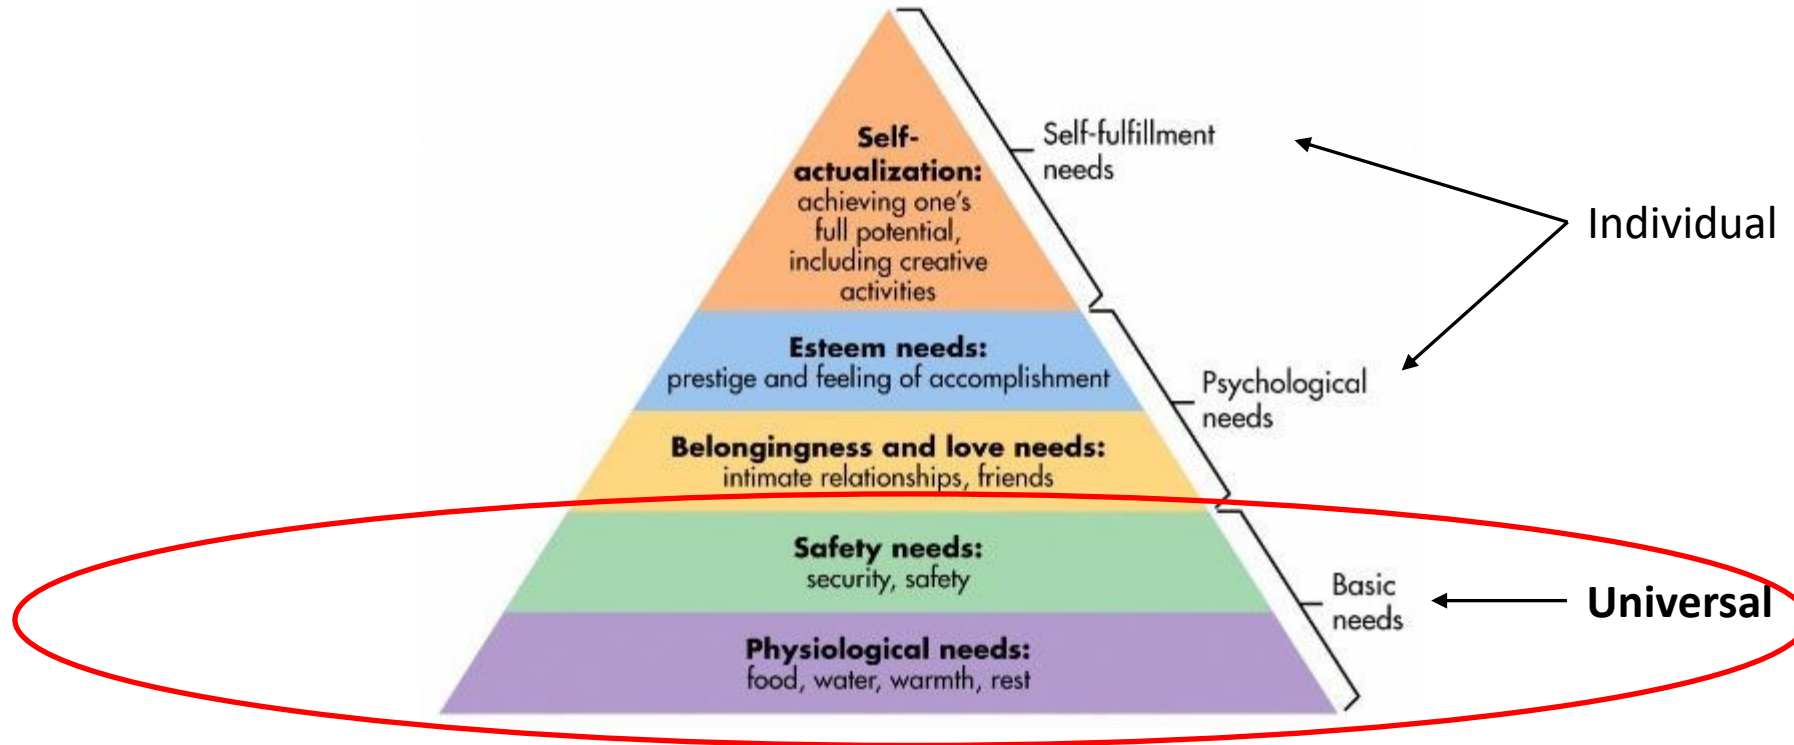 Self-
actualization:
achieving one's
full potential,
including creative
activities
Self-fulfillment
needs
Individual
Esteem needs:
prestige and feeling of accomplishment
Psychological
needs
Belongingness and love needs:
intimate relationships, friends
Safety needs:
security, safety
Basic
needs
Universal
Physiological needs:
food, water, warmth, rest